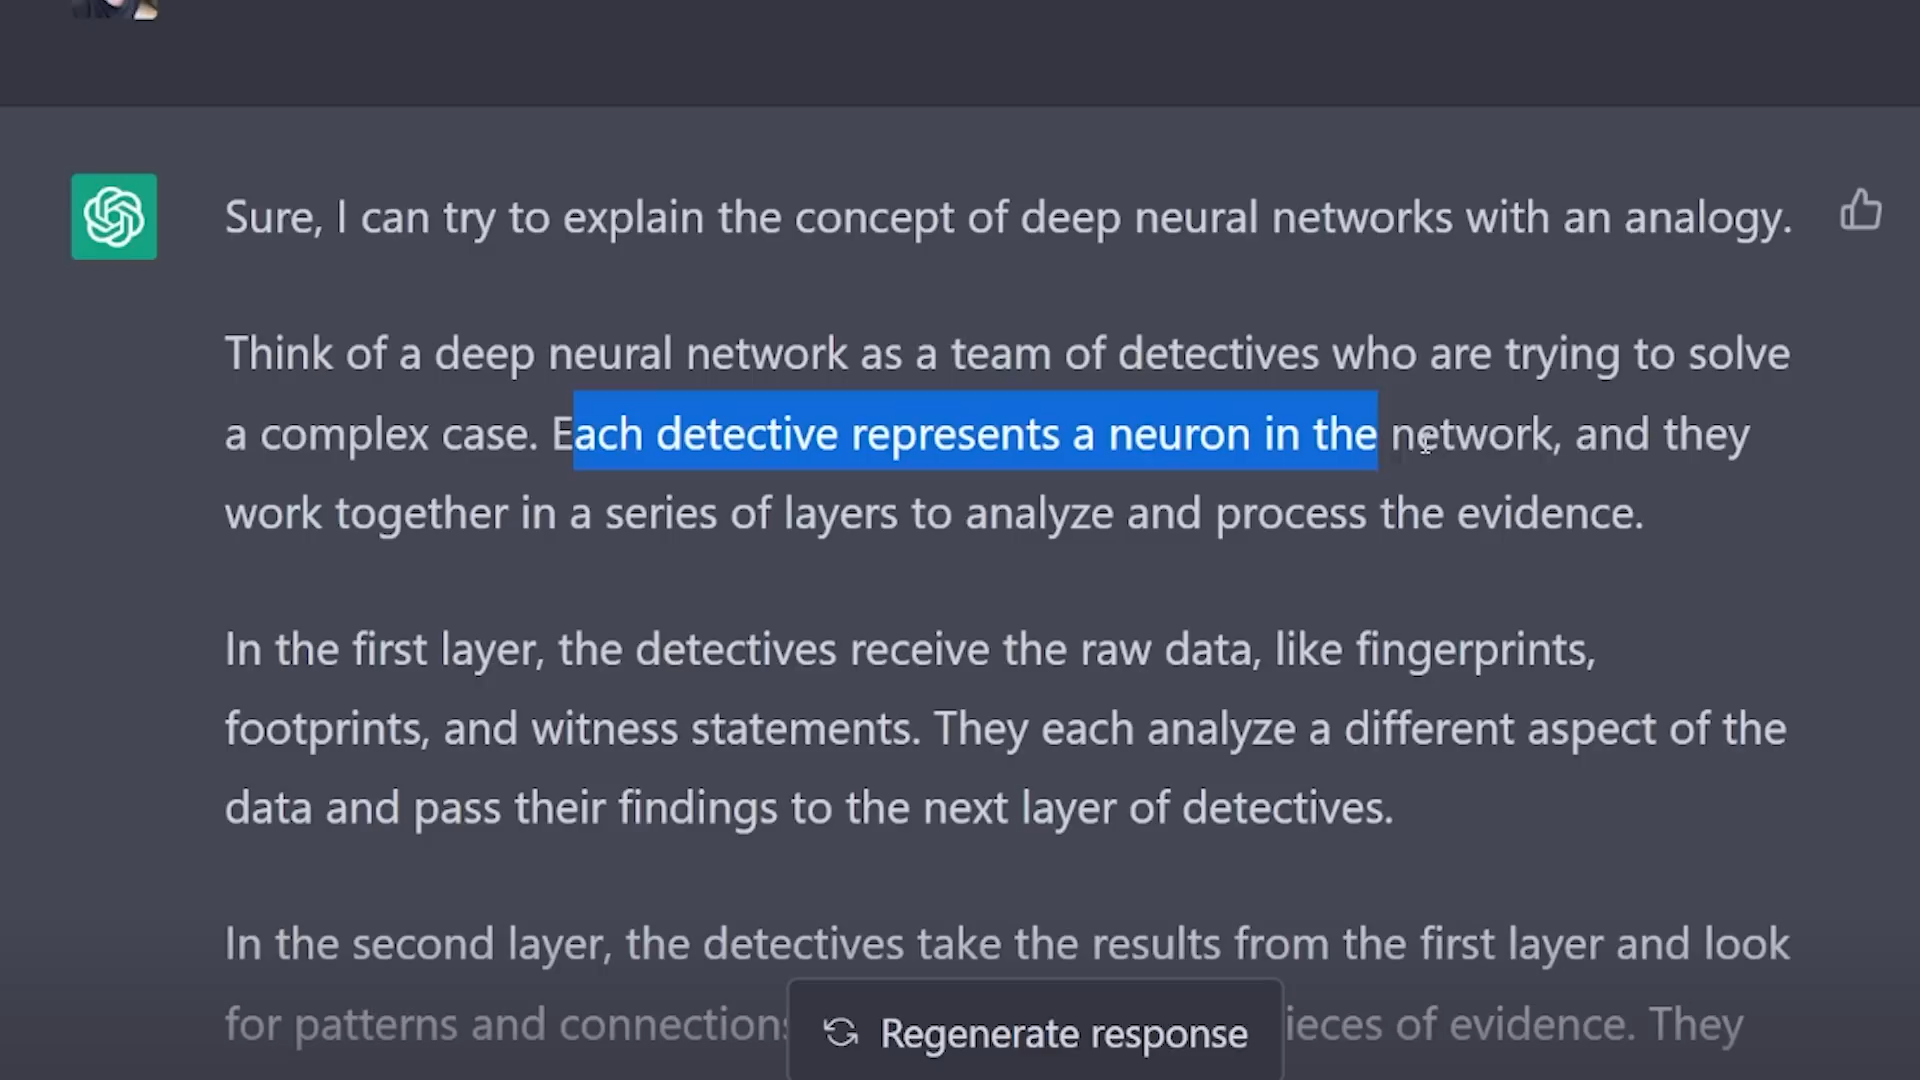 Sure, I can try to explain the concept of deep neural networks with an analogy.
Think of a deep neural network as a team of detectives who are trying to solve
a complex case. Each detective represents a neuron in the network, and they
work together in a series of layers to analyze and process the evidence.
In the first layer, the detectives receive the raw data, like fingerprints,
footprints, and witness statements. They each analyze a different aspect of the
data and pass their findings to the next layer of detectives.
In the second layer, the detectives take the results from the first layer and look
for patterns and connections ieces of evidence. They
Regenerate response